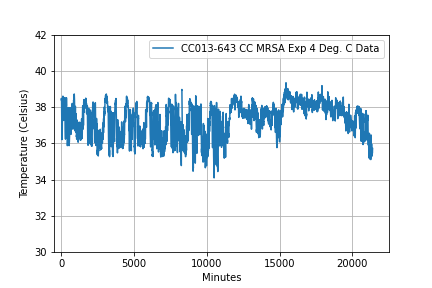 CC013-643 CC MRSA Exp 4 Deg. C Data
Temperature (Celsius)
42
40
38
36
34
32
30
0 5000 10000 15000 20000
Minutes